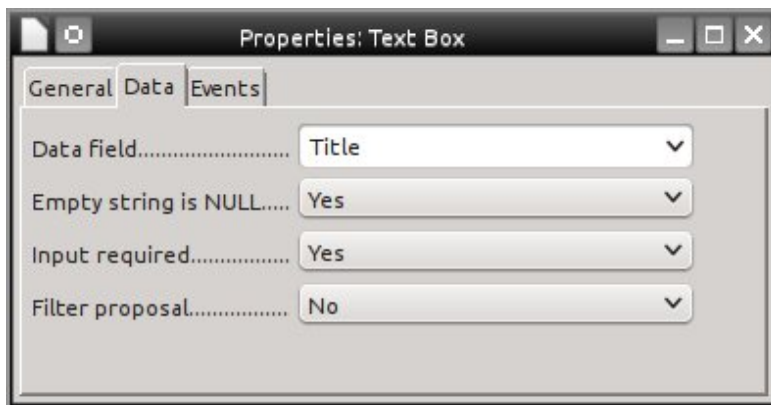 Properties: Text Box
General Data Events
Data field.......................... Title
Empty string is NULL..... Yes
Input required................. Yes
Filter proposal................. No